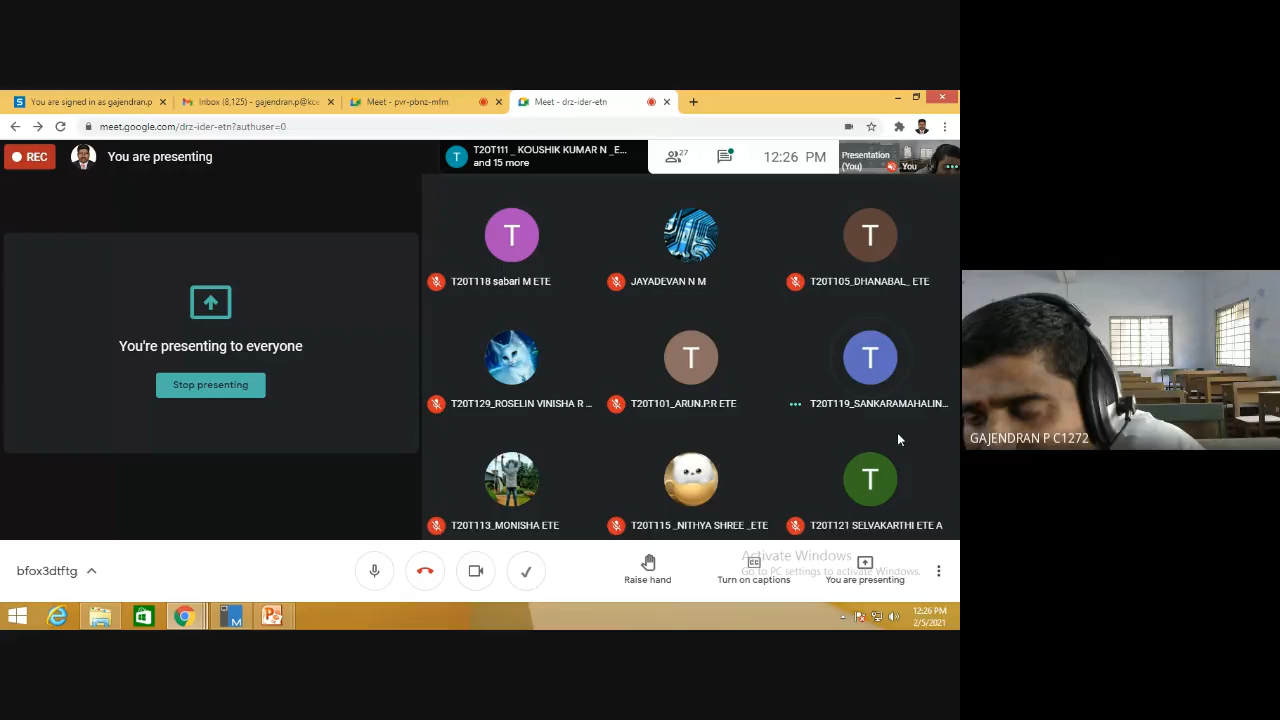 You are signed in as gajendran.p
Inbox (8,125) - gajendran.p@kce
Meet - pvr-pbnz-mfm
Meet - drz-ider-etn
meet.google.com/drz-ider-etn?authuser=0
REC
You are presenting
T
T20T111_ KOUSHIK KUMAR N _E...
and 15 more
27
12:26 PM
Presentation
(You)
You
T
T
T20T118 sabari M ETE
JAYADEVAN N M
T20T105_DHANABAL_ ETE
You're presenting to everyone
Stop presenting
T
T
T20T129_ROSELIN VINISHA R ...
T20T101_ARUN.P.R ETE
T20T119_SANKARAMAHALIN...
GAJENDRAN P C1272
T
T20T113_MONISHA ETE
T20T115 _NITHYA SHREE _ETE
T20T121 SELVAKARTHI ETE A
Activate Windows
Go to PC settings to activate Windows.
bfox3dtftg
Raise hand
Turn on captions
You are presenting
12:26 PM
2/5/2021